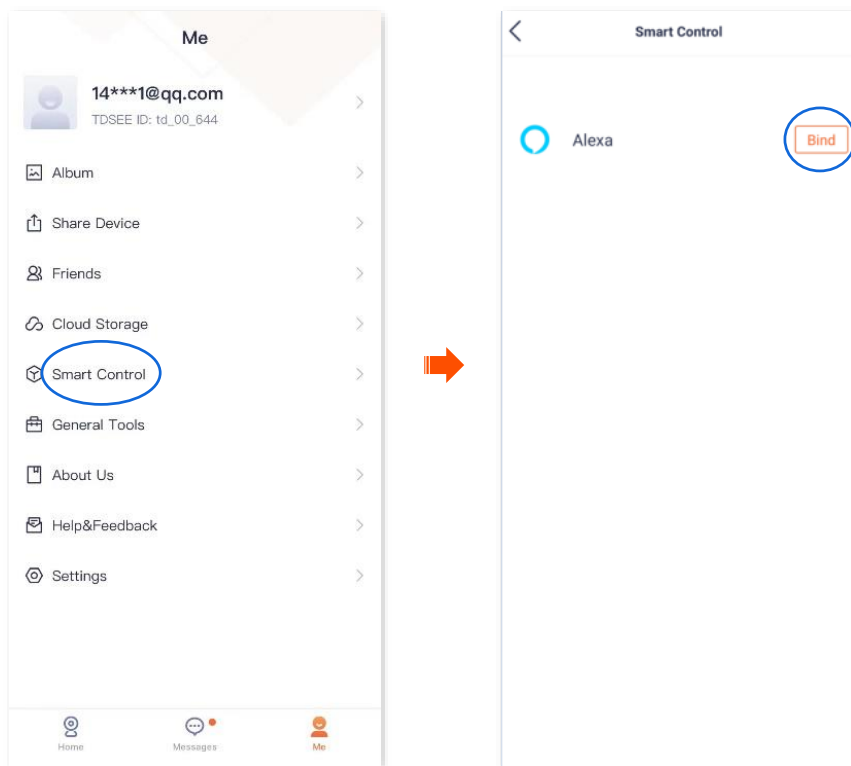 Me
14***1@qq.com
TDSEE ID: td_00_644
Album
Share Device
Friends
Cloud Storage
Smart Control
General Tools
About Us
Help&Feedback
Settings
Home
Messages
Me
Smart Control
Alexa
Bind